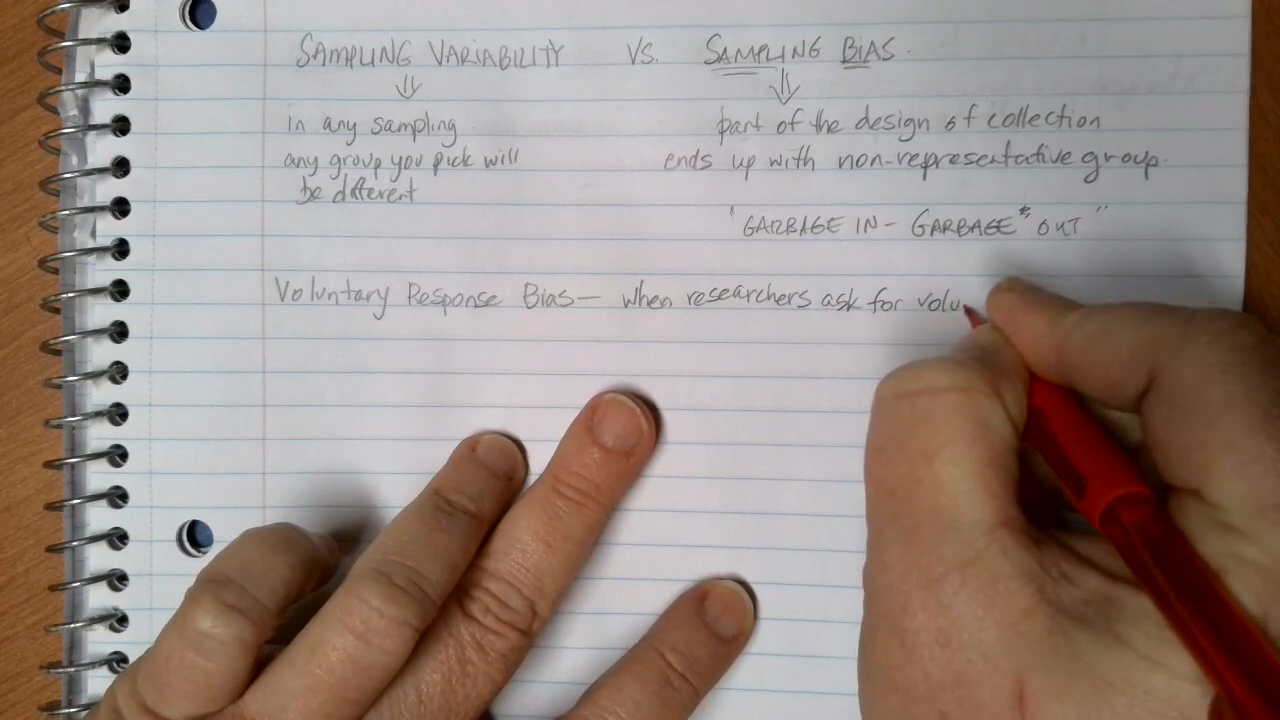 SAMPLING VARIABILITY VS. SAMPLING BIAS.
in any sampling
any group you pick will
be different
part of the design of collection
ends up with non-representative group.
"GARBAGE IN - GARBAGE* OUT"
Voluntary Response Bias— when researchers ask for volu